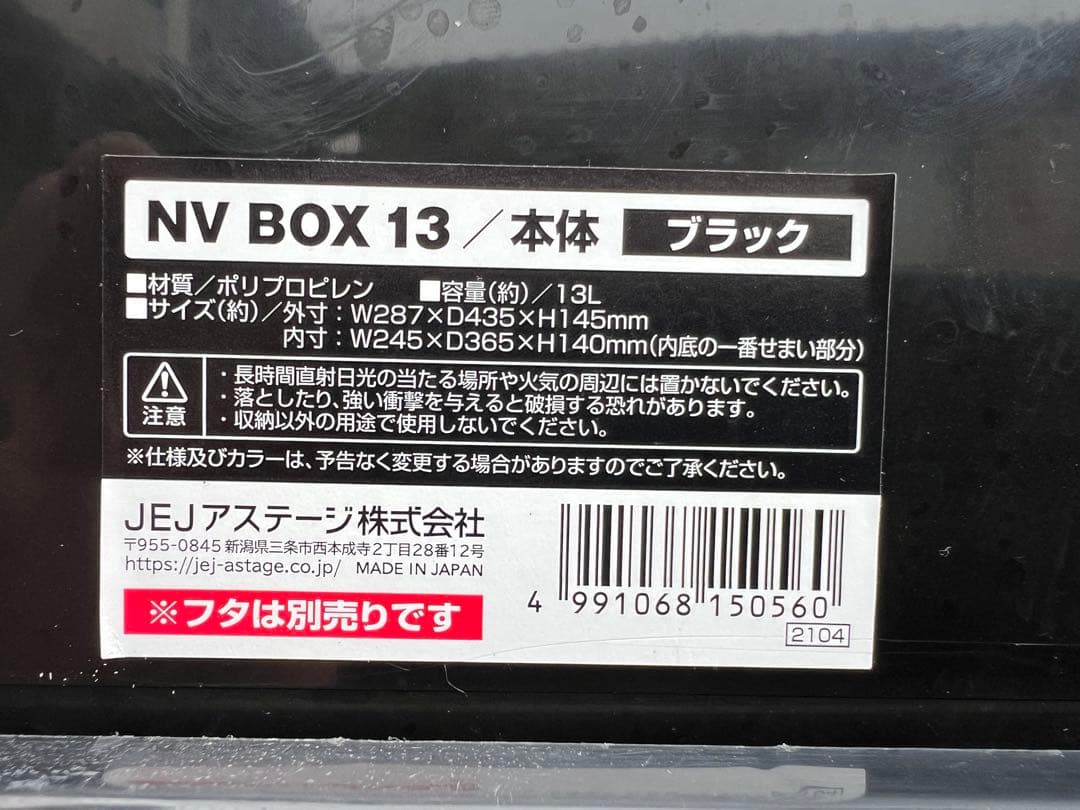 NV BOX 13／本体 ブラック
■材質／ポリプロピレン ■容量(約)／13L
■サイズ(約)／外寸：W287×D435×H145mm
内寸：W245×D365×H140mm(内底の一番せまい部分)
注意
・長時間直射日光の当たる場所や火気の周辺には置かないでください。
・落としたり、強い衝撃を与えると破損する恐れがあります。
・収納以外の用途で使用しないでください。
※仕様及びカラーは、予告なく変更する場合がありますのでご了承ください。
JEJアステージ株式会社
〒955-0845 新潟県三条市西本成寺2丁目28番12号
https://jej-astage.co.jp/ MADE IN JAPAN
※フタは別売りです
4 991068 150560
2104